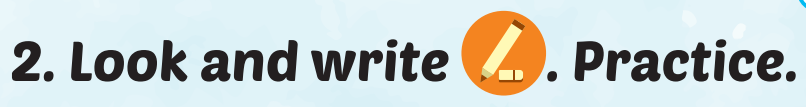 2. Look and write . Practice.